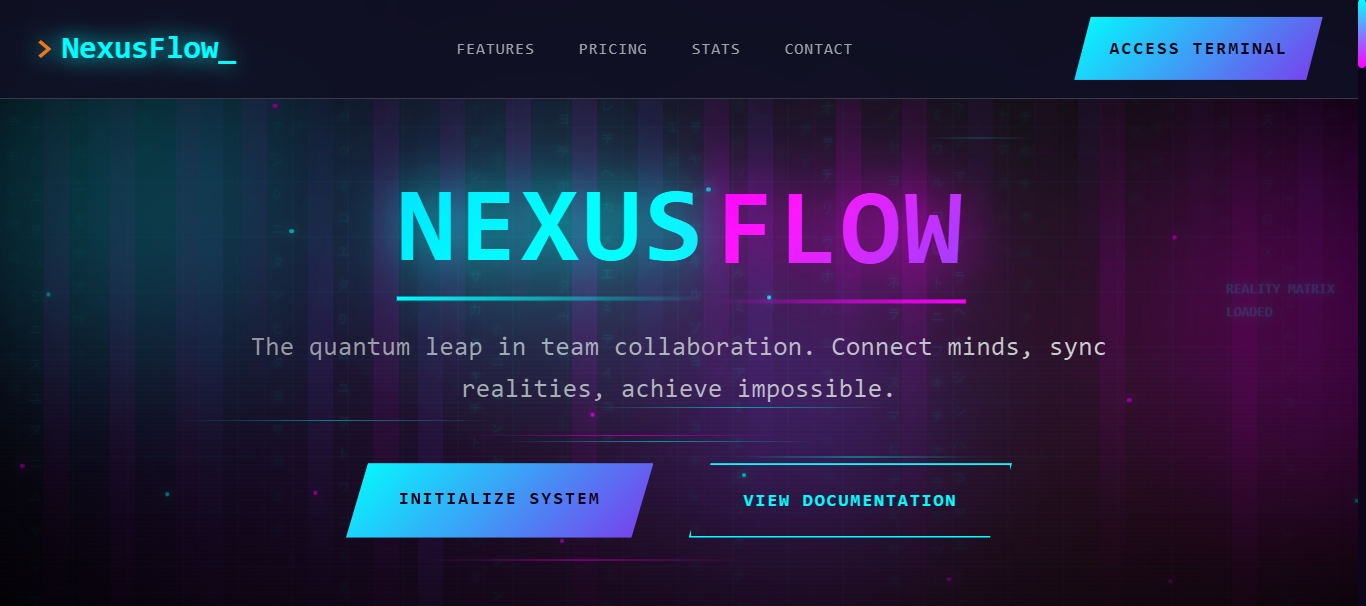 NexusFlow_
FEATURES PRICING STATS CONTACT
ACCESS TERMINAL
NEXUS FLOW
REALITY MATRIX
LOADED
The quantum leap in team collaboration. Connect minds, sync
realities, achieve impossible.
INITIALIZE SYSTEM
VIEW DOCUMENTATION